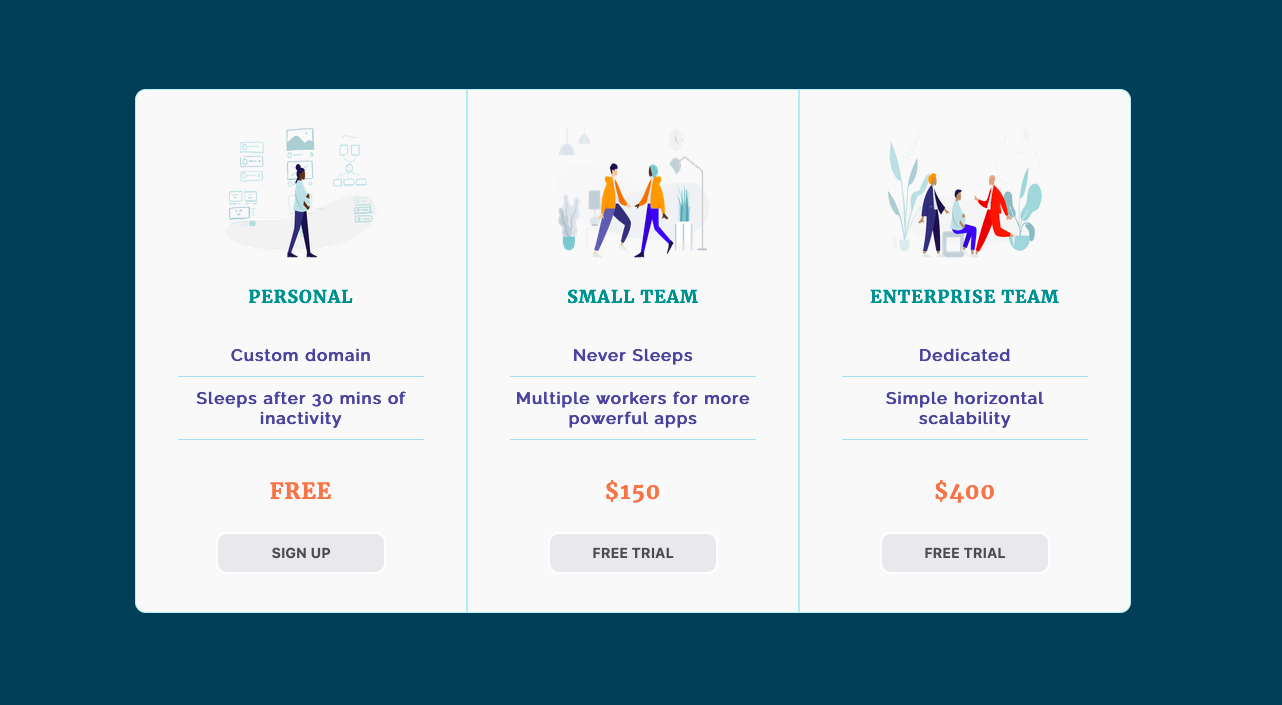 PERSONAL
Custom domain
Sleeps after 30 mins of
inactivity
FREE
SIGN UP
SMALL TEAM
Never Sleeps
Multiple workers for more
powerful apps
$150
FREE TRIAL
ENTERPRISE TEAM
Dedicated
Simple horizontal
scalability
$400
FREE TRIAL